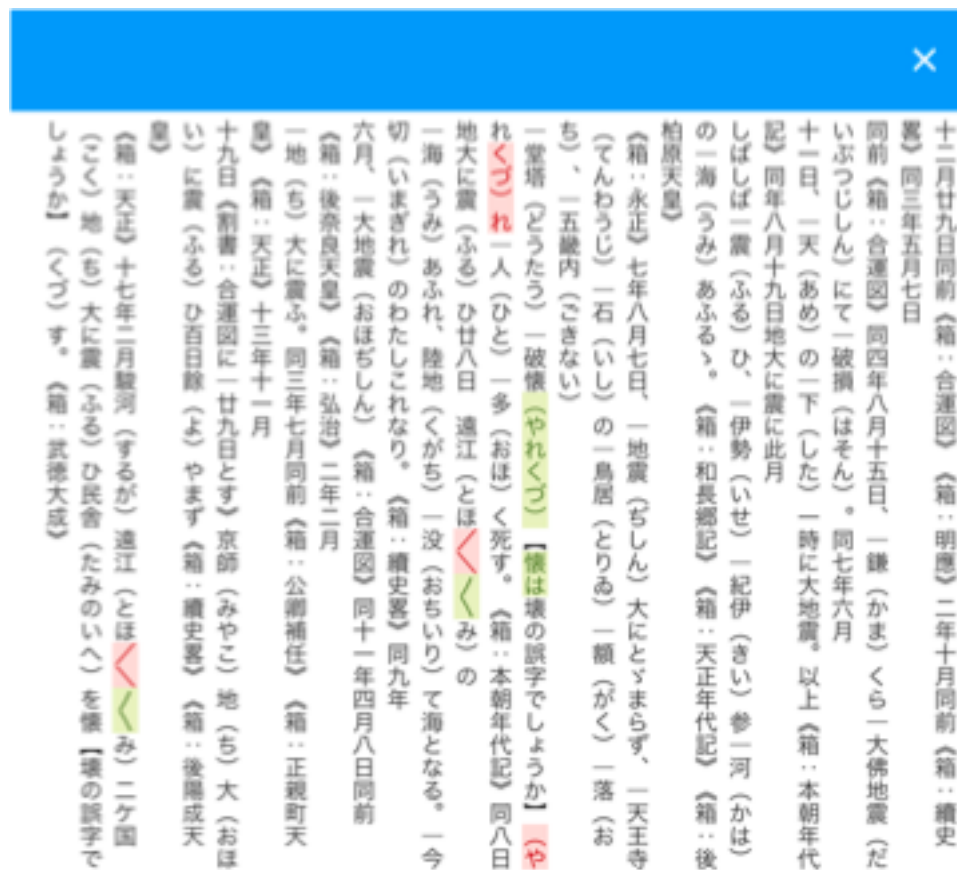 十二月廿九日同前《箱：合運図》《箱：明應》二年十月同前《箱：續史
畧》同三年五月七日
同前《箱：合運図》同四年八月十五日、一鎌（かま）くら一大佛地震（だ
いぶつじしん）にて一破損（はそん）。同七年六月
十一日、一天（あめ）の一下（した）一時に大地震。以上《箱：本朝年代
記》同年八月十九日地大に震に此月
しばしば一震（ふる）ひ、一伊勢（いせ）一紀伊（きい）参一河（かは）
の一海（うみ）あふるゝ。《箱：和長郷記》《箱：天正年代記》《箱：後
柏原天皇》
《箱：永正》七年八月七日、一地震（ぢしん）大にとゞまらず、一天王寺
（てんわうじ）一石（いし）の一鳥居（とりゐ）一額（がく）一落（お
ち）、一五畿内（ごきない）
一堂塔（どうたう）一破懐（やれくづ）【懐は壊の誤字でしょうか】（や
れくづ）れ一人（ひと）一多（おほ）く死す。《箱：本朝年代記》同八日
地大に震（ふる）ひ廿八日　遠江（とほ〱〱み）の
一海（うみ）あふれ、陸地（くがち）一没（おちいり）て海となる。一今
切（いまぎれ）のわたしこれなり。《箱：續史畧》同九年
六月、一大地震（おほぢしん）《箱：合運図》同十一年四月八日同前
《箱：後奈良天皇》《箱：弘治》二年二月
一地（ち）大に震ふ。同三年七月同前《箱：公卿補任》《箱：正親町天
皇》《箱：天正》十三年十一月
十九日《割書：合運図に一廿九日とす》京師（みやこ）地（ち）大（おほ
い）に震（ふる）ひ百日餘（よ）やまず《箱：續史畧》《箱：後陽成天
皇》
《箱：天正》十七年二月駿河（するが）遠江（とほ〱〱み）二ケ国
（こく）地（ち）大に震（ふる）ひ民舎（たみのいへ）を懐【壊の誤字で
しょうか】（くづ）す。《箱：武徳大成》